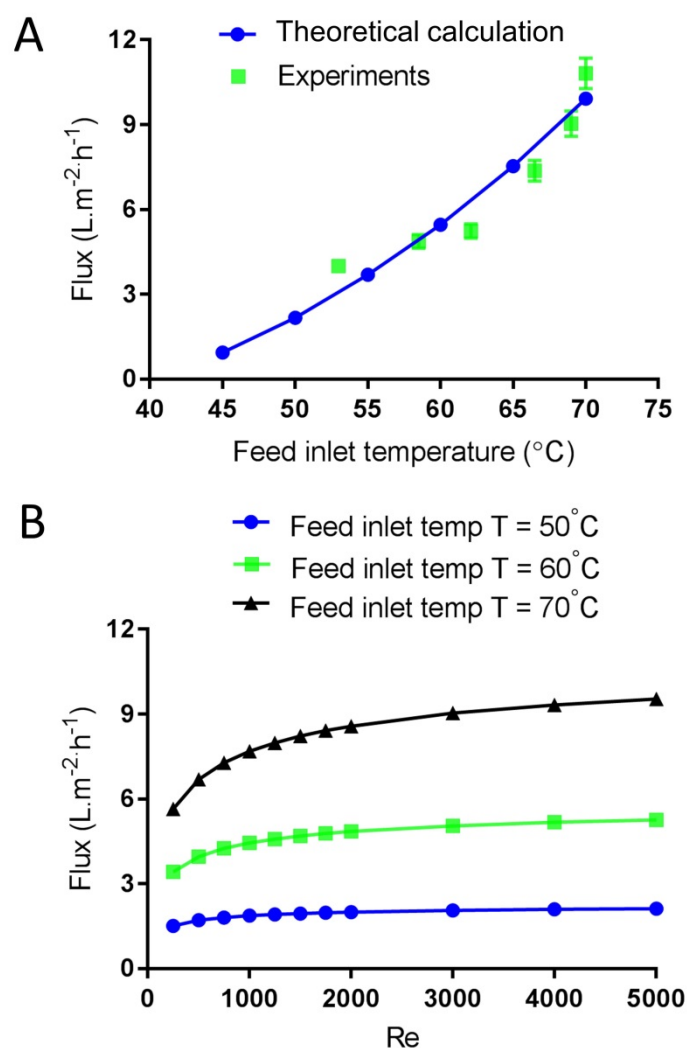 A
Theoretical calculation
Experiments
Flux (L.m⁻²·h⁻¹)
12
9
6
3
0
40 45 50 55 60 65 70 75
Feed inlet temperature (°C)
B
Feed inlet temp T = 50°C
Feed inlet temp T = 60°C
Feed inlet temp T = 70°C
Flux (L.m⁻²·h⁻¹)
12
9
6
3
0
0 1000 2000 3000 4000 5000
Re